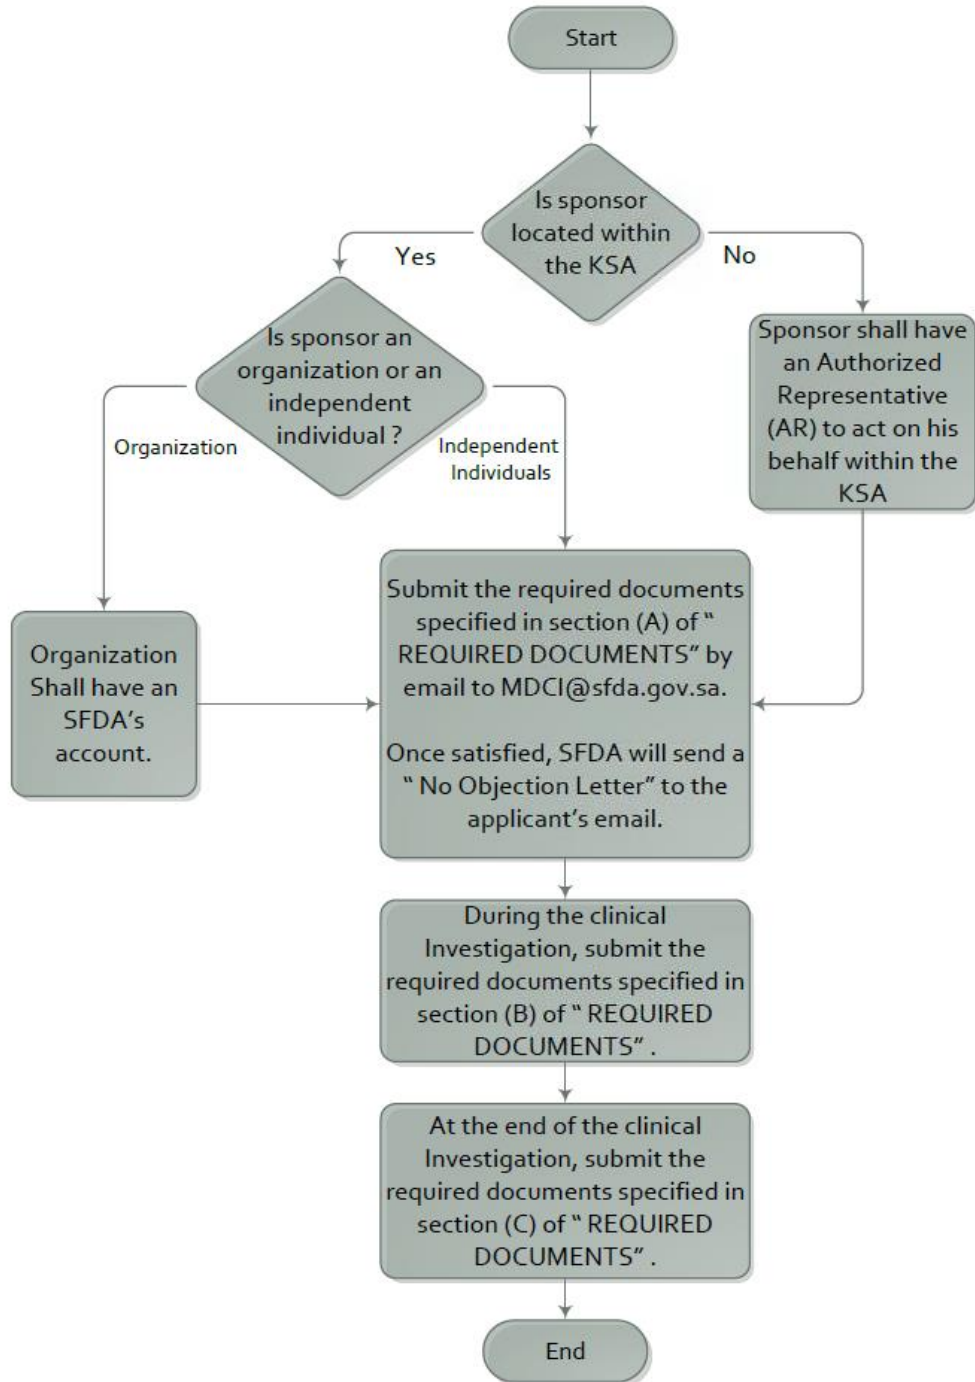 Start
Is sponsor
located within
the KSA
Yes
No
Is sponsor an
organization or an
independent
individual ?
Organization
Independent
Individuals
Sponsor shall have
an Authorized
Representative
(AR) to act on his
behalf within the
KSA
Organization
Shall have an
SFDA’s
account.
Submit the required documents
specified in section (A) of “
REQUIRED DOCUMENTS” by
email to MDCI@sfda.gov.sa.
Once satisfied, SFDA will send a
“ No Objection Letter” to the
applicant’s email.
During the clinical
Investigation, submit the
required documents specified in
section (B) of “ REQUIRED
DOCUMENTS” .
At the end of the clinical
Investigation, submit the
required documents specified in
section (C) of “ REQUIRED
DOCUMENTS” .
End